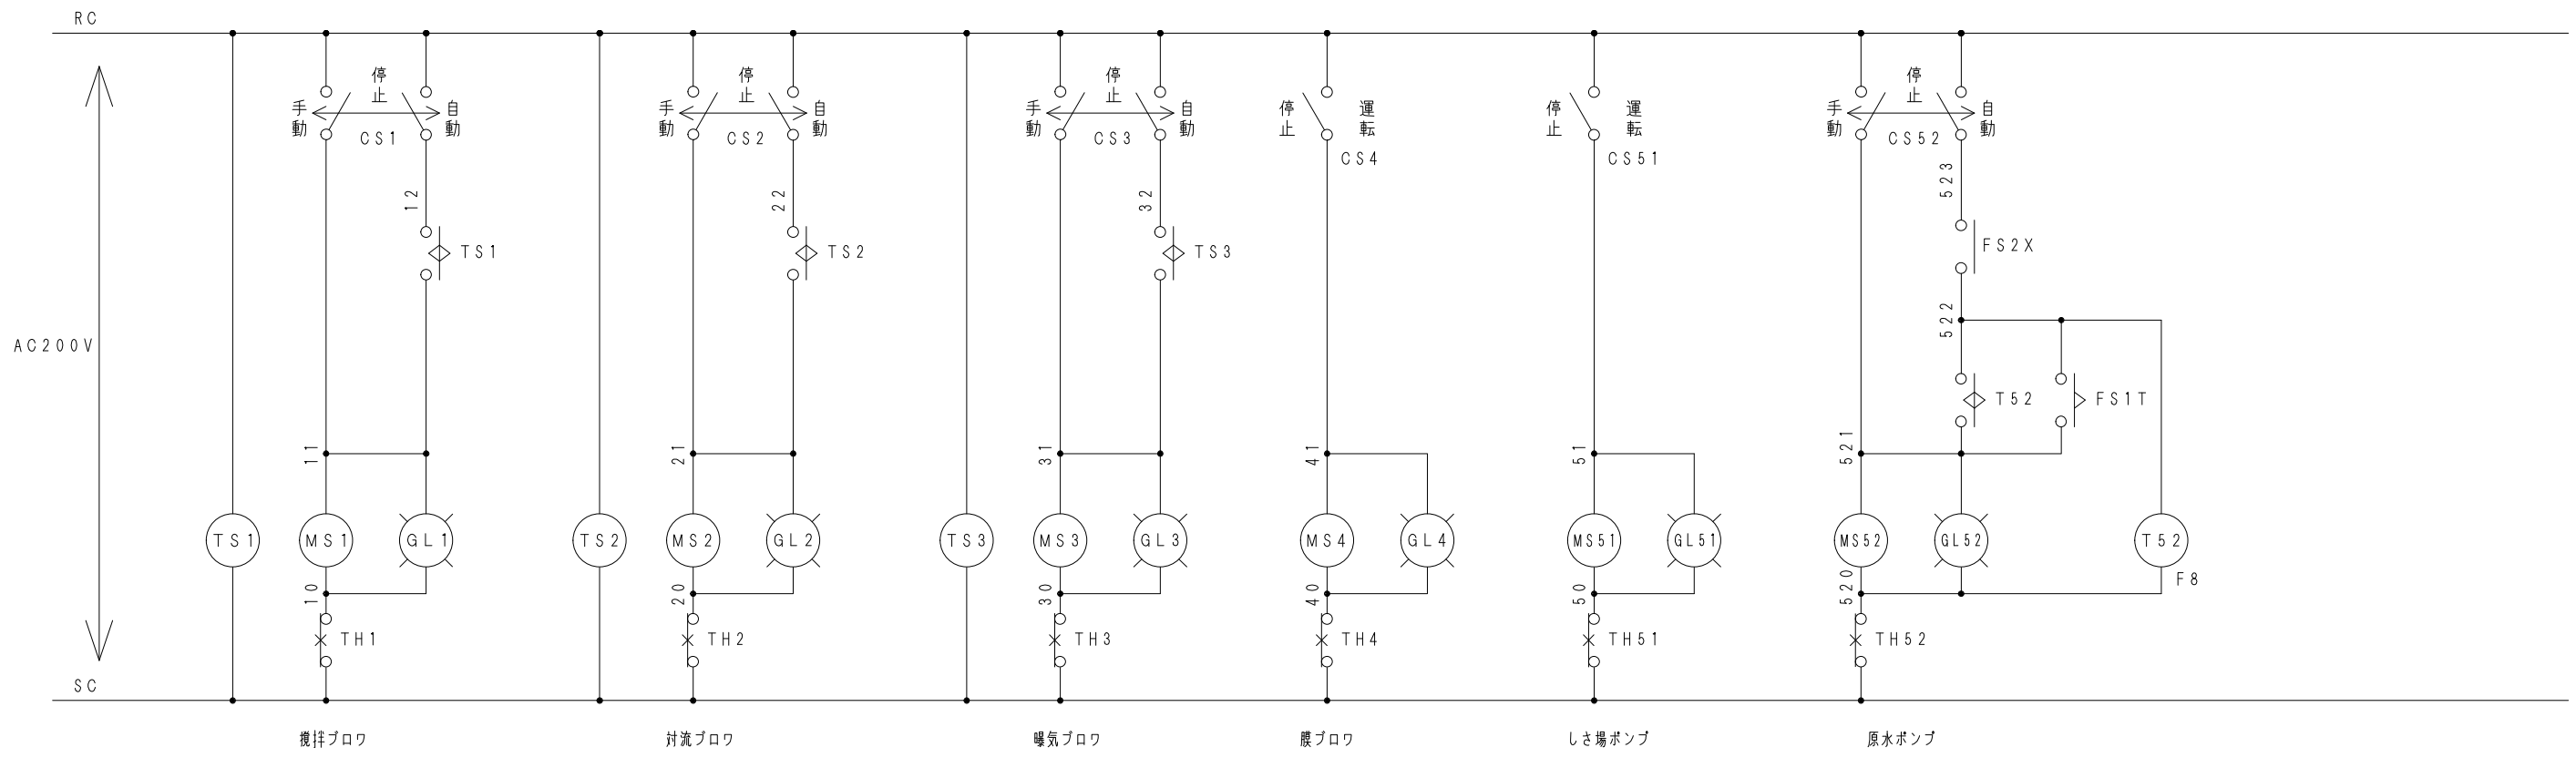 RC
AC200V
SC
停止
手動
自動
CS1
12
TS1
11
TS1
MS1
GL1
10
TH1
撹拌ブロワ
停止
手動
自動
CS2
22
TS2
21
TS2
MS2
GL2
20
TH2
対流ブロワ
停止
手動
自動
CS3
32
TS3
31
TS3
MS3
GL3
30
TH3
曝気ブロワ
停止
運転
CS4
41
MS4
GL4
40
TH4
膜ブロワ
停止
運転
CS51
51
MS51
GL51
50
TH51
しさ場ポンプ
停止
手動
自動
CS52
523
FS2X
522
T52
FS1T
521
MS52
GL52
T52
F8
520
TH52
原水ポンプ